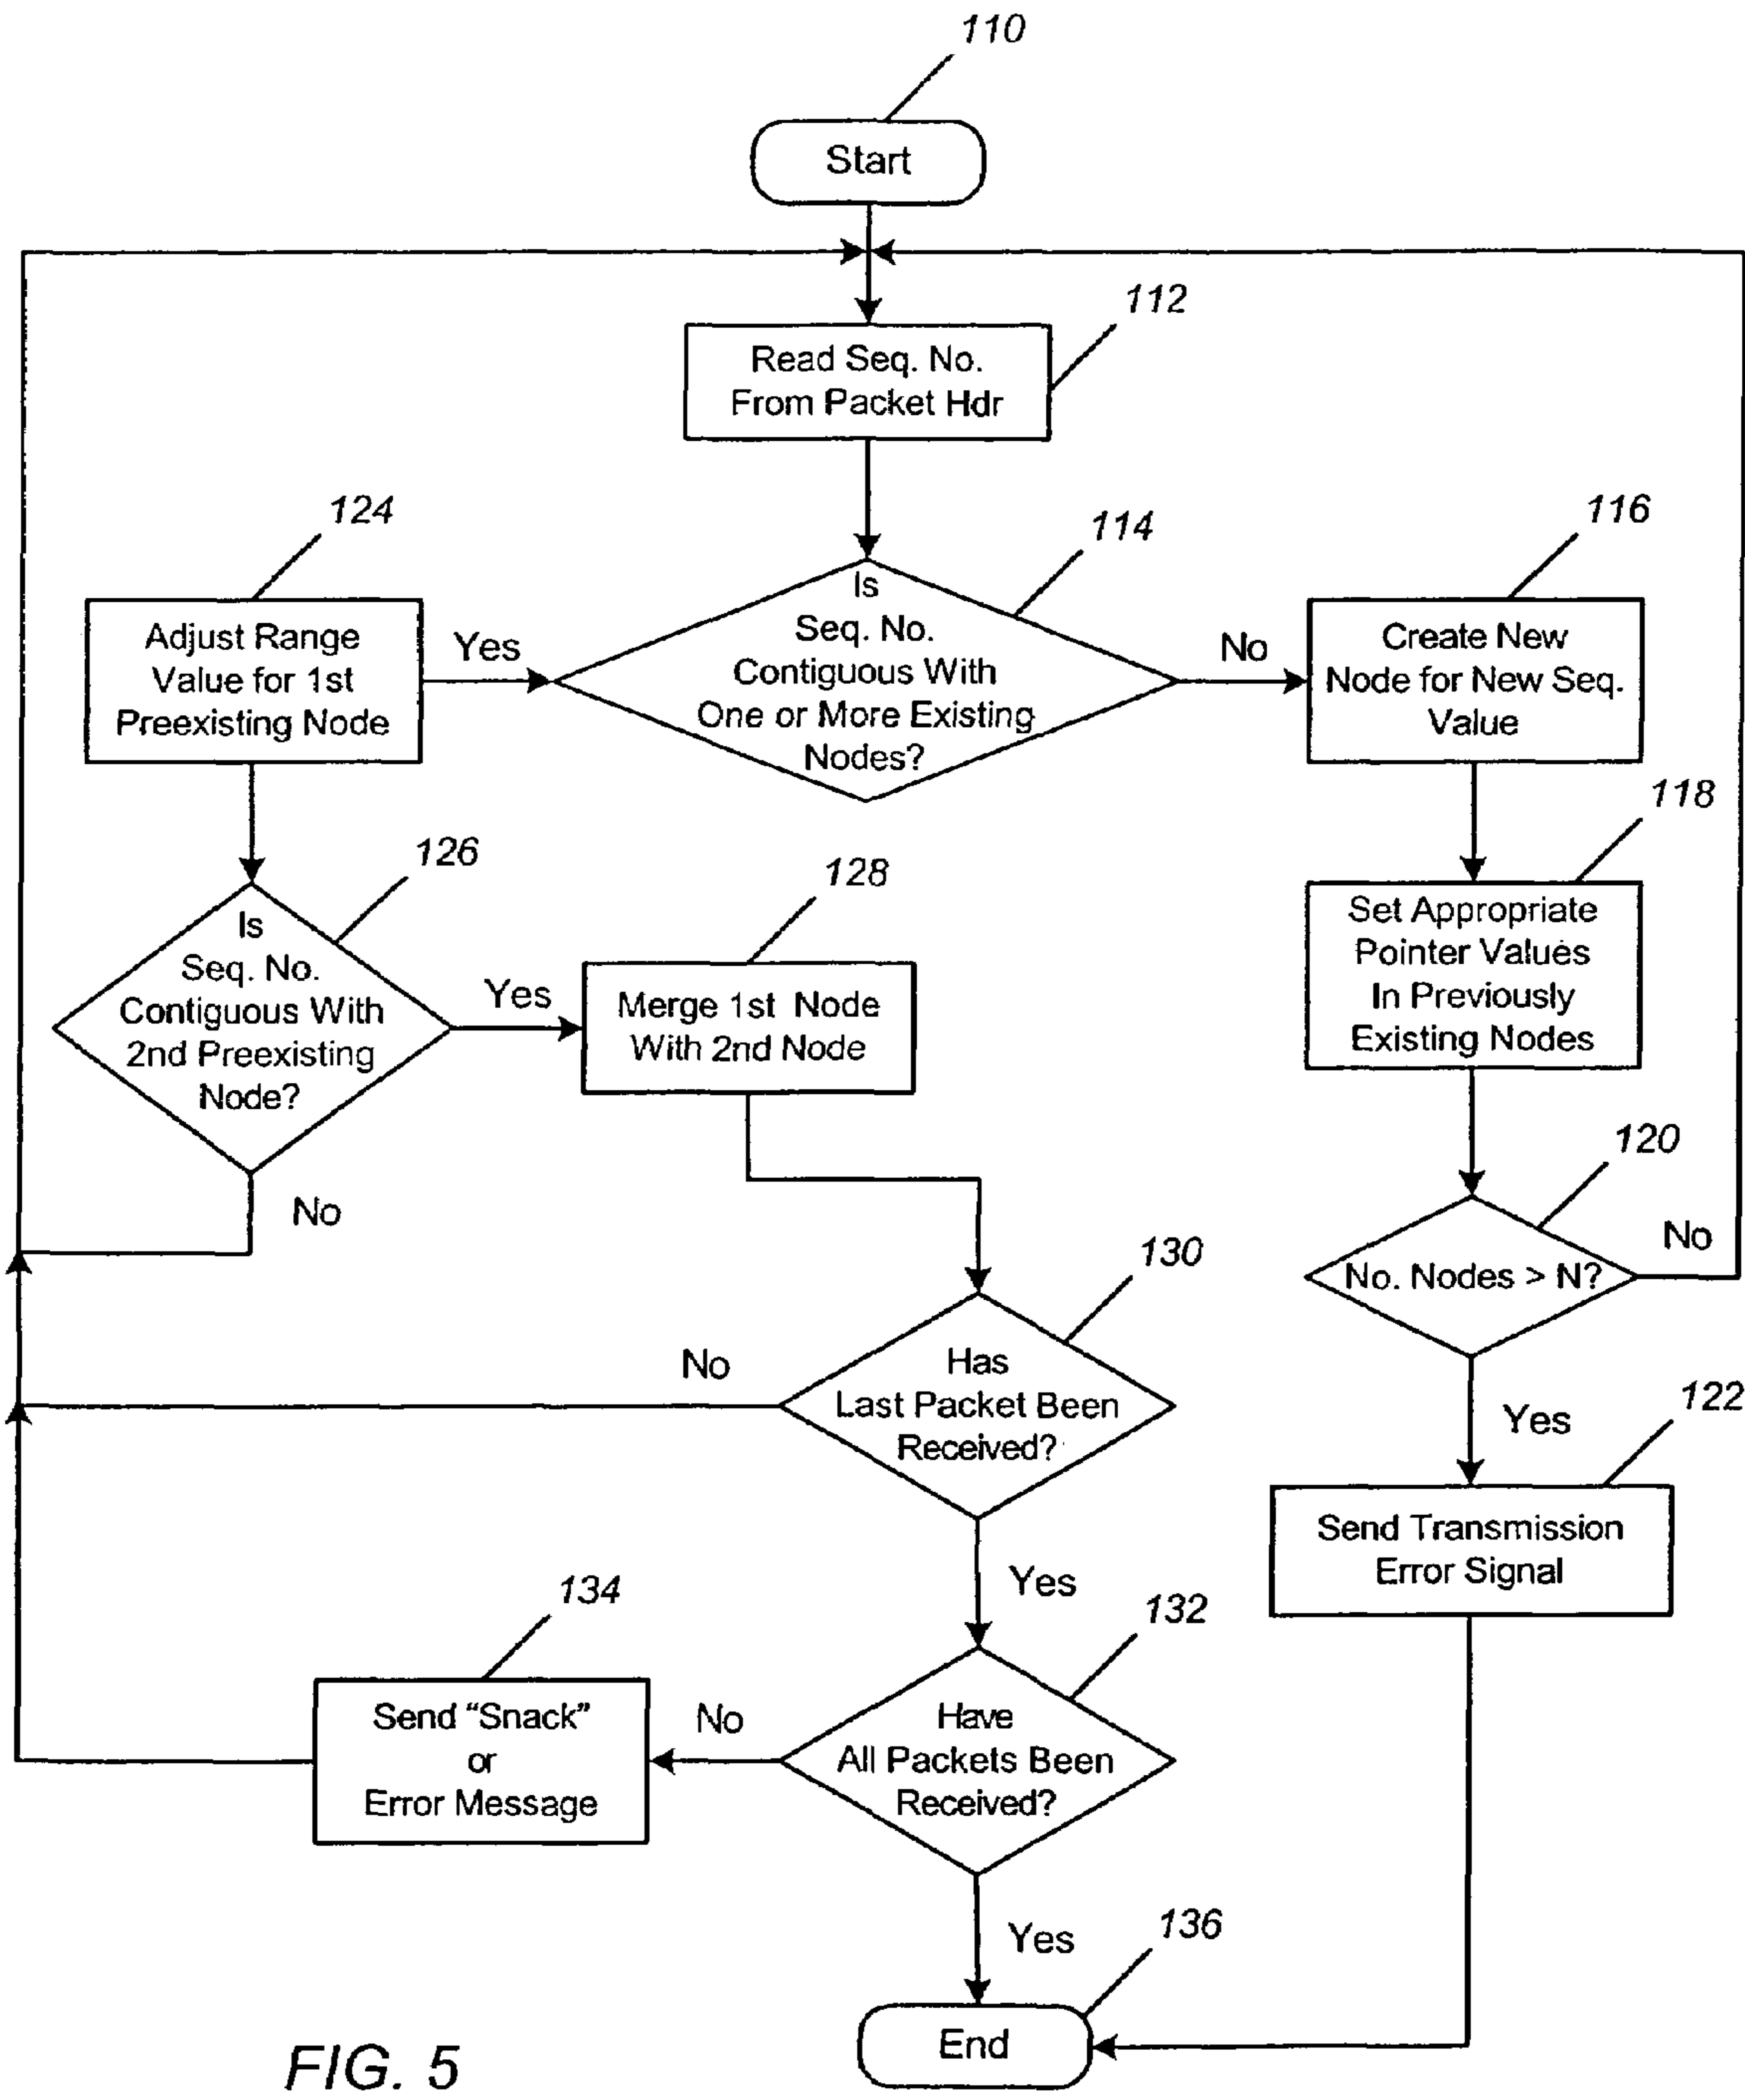 110
Start
112
Read Seq. No.
From Packet Hdr
124
114
116
Adjust Range
Value for 1st
Preexisting Node
Yes
Is
Seq. No.
Contiguous With
One or More Existing
Nodes?
No
Create New
Node for New Seq.
Value
118
126
128
Is
Seq. No.
Contiguous With
2nd Preexisting
Node?
Yes
Merge 1st Node
With 2nd Node
Set Appropriate
Pointer Values
In Previously
Existing Nodes
No
120
No. Nodes > N?
No
130
No
Has
Last Packet Been
Received?
Yes
122
Send Transmission
Error Signal
Yes
134
132
Send "Snack"
or
Error Message
No
Have
All Packets Been
Received?
Yes
136
End
FIG. 5